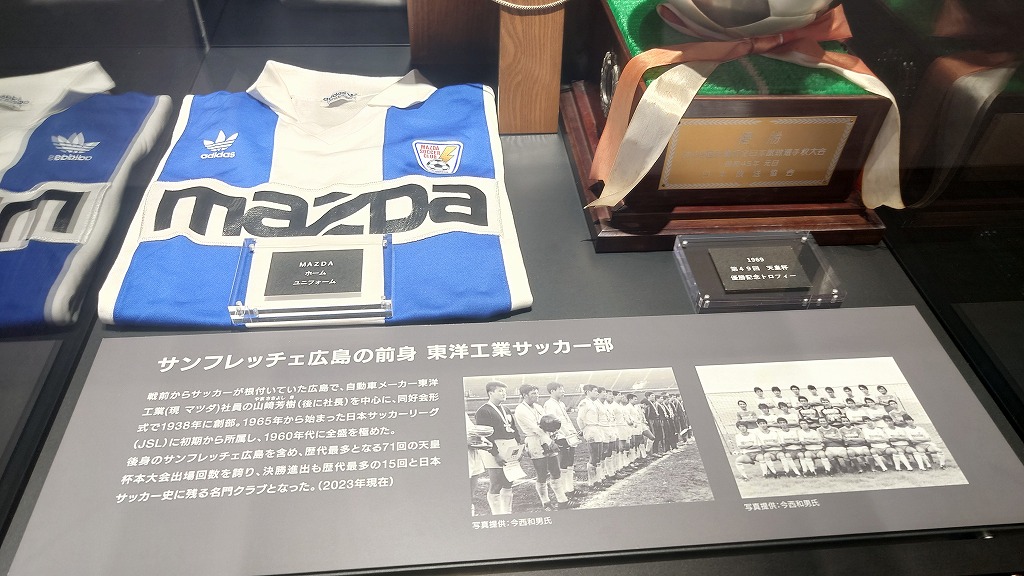 adidas
MAZDA
SOCCER
CLUB
mazda
MAZDA
ホーム
ユニフォーム
1969
第49回 天皇杯
優勝記念トロフィー
サンフレッチェ広島の前身 東洋工業サッカー部
戦前からサッカーが根付いていた広島で、自動車メーカー東洋
工業(現 マツダ)社員の山﨑芳樹(後に社長)を中心に、同好会形
式で1938年に創部。1965年から始まった日本サッカーリーグ
(JSL)に初期から所属し、1960年代に全盛を極めた。
後身のサンフレッチェ広島を含め、歴代最多となる71回の天皇
杯本大会出場回数を誇り、決勝進出も歴代最多の15回と日本
サッカー史に残る名門クラブとなった。(2023年現在)
写真提供:今西和男氏
写真提供:今西和男氏